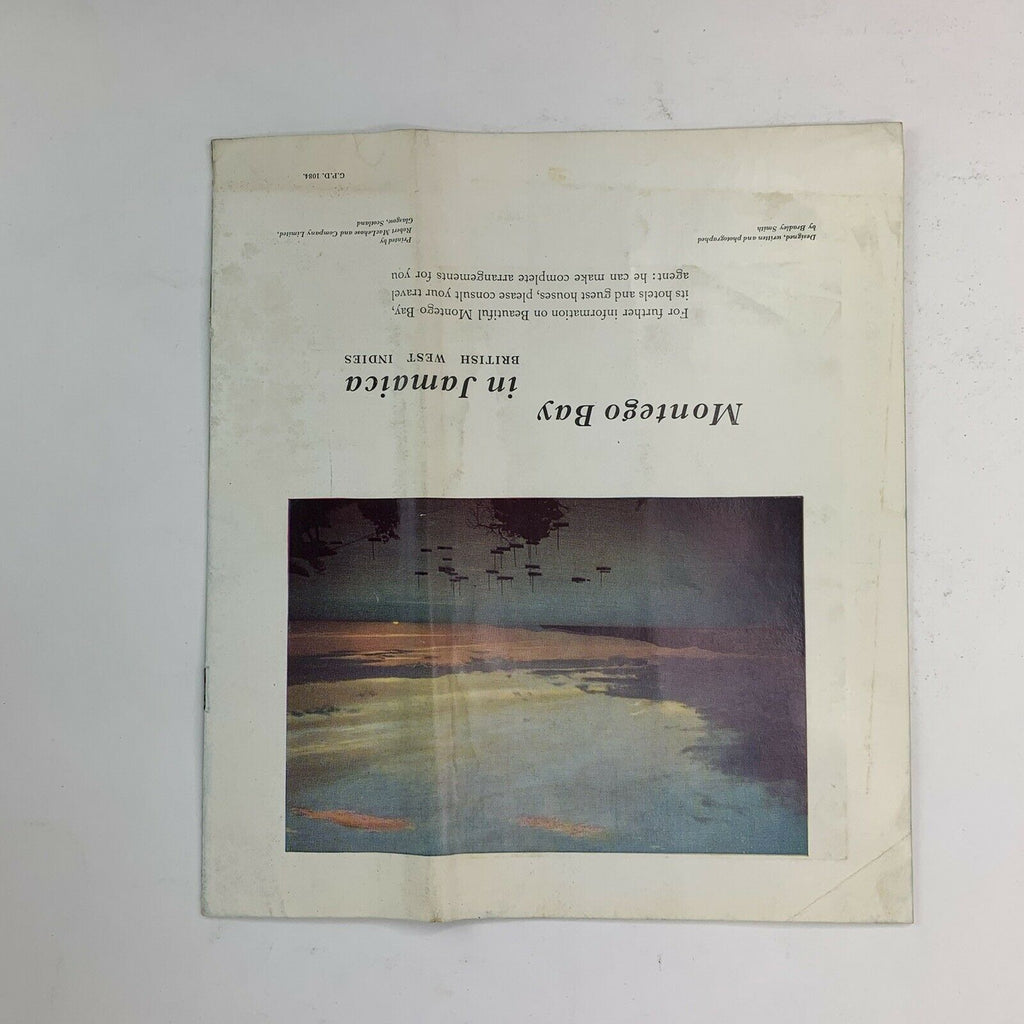 Montego Bay
in Jamaica
BRITISH WEST INDIES
For further information on Beautiful Montego Bay,
its hotels and guest houses, please consult your travel
agent: he can make complete arrangements for you
Designed, written and photographed
by Bradley Smith
Printed by
Robert MacLehose and Company Limited,
Glasgow, Scotland
G.P.D. 1084.